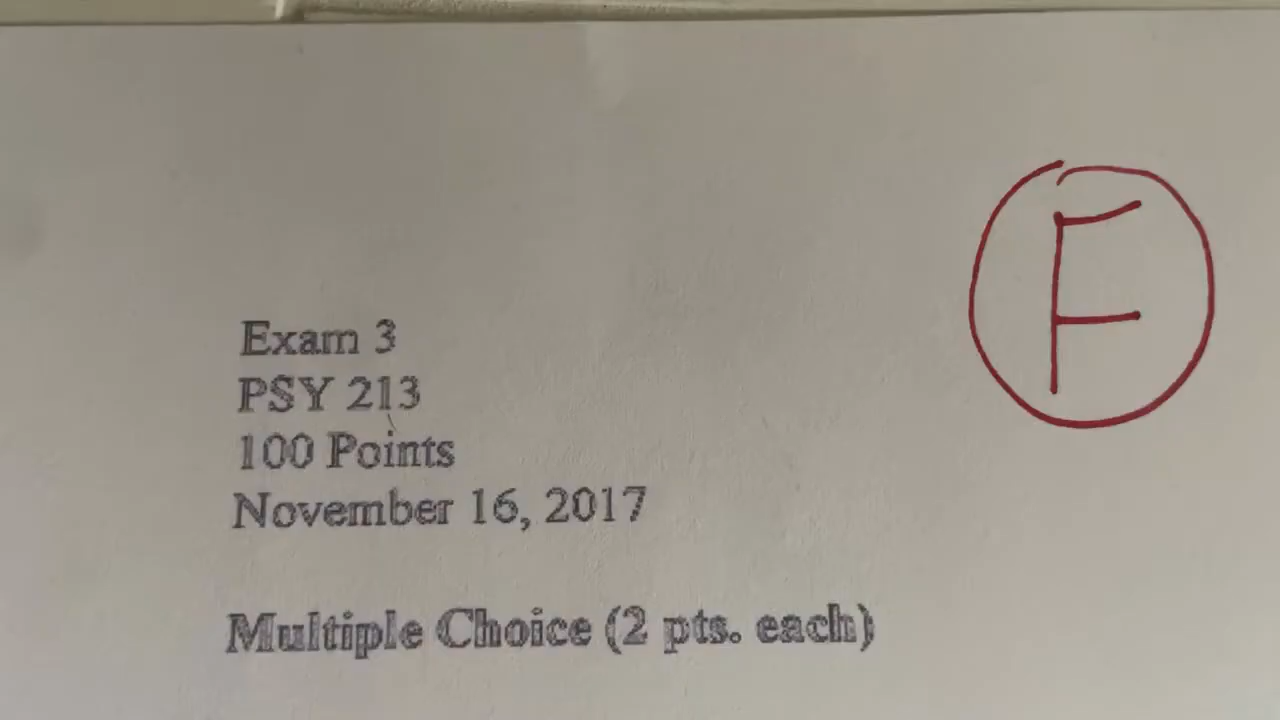 F
Exam 3
PSY 213
100 Points
November 16, 2017
Multiple Choice (2 pts. each)